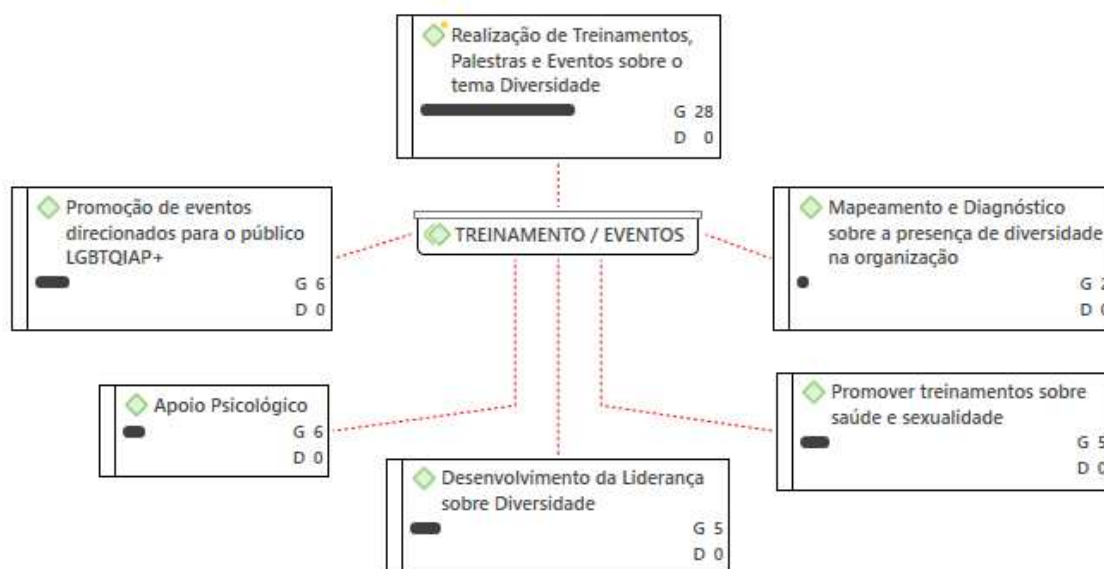 Realização de Treinamentos,
Palestras e Eventos sobre o
tema Diversidade
G 28
D 0
Promoção de eventos
direcionados para o público
LGBTQIAP+
G 6
D 0
TREINAMENTO / EVENTOS
Mapeamento e Diagnóstico
sobre a presença de diversidade
na organização
G 2
D 0
Apoio Psicológico
G 6
D 0
Desenvolvimento da Liderança
sobre Diversidade
G 5
D 0
Promover treinamentos sobre
saúde e sexualidade
G 5
D 0